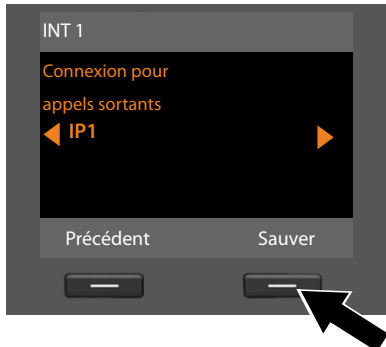 INT 1
Connexion pour
appels sortants
IP1
Précédent Sauver